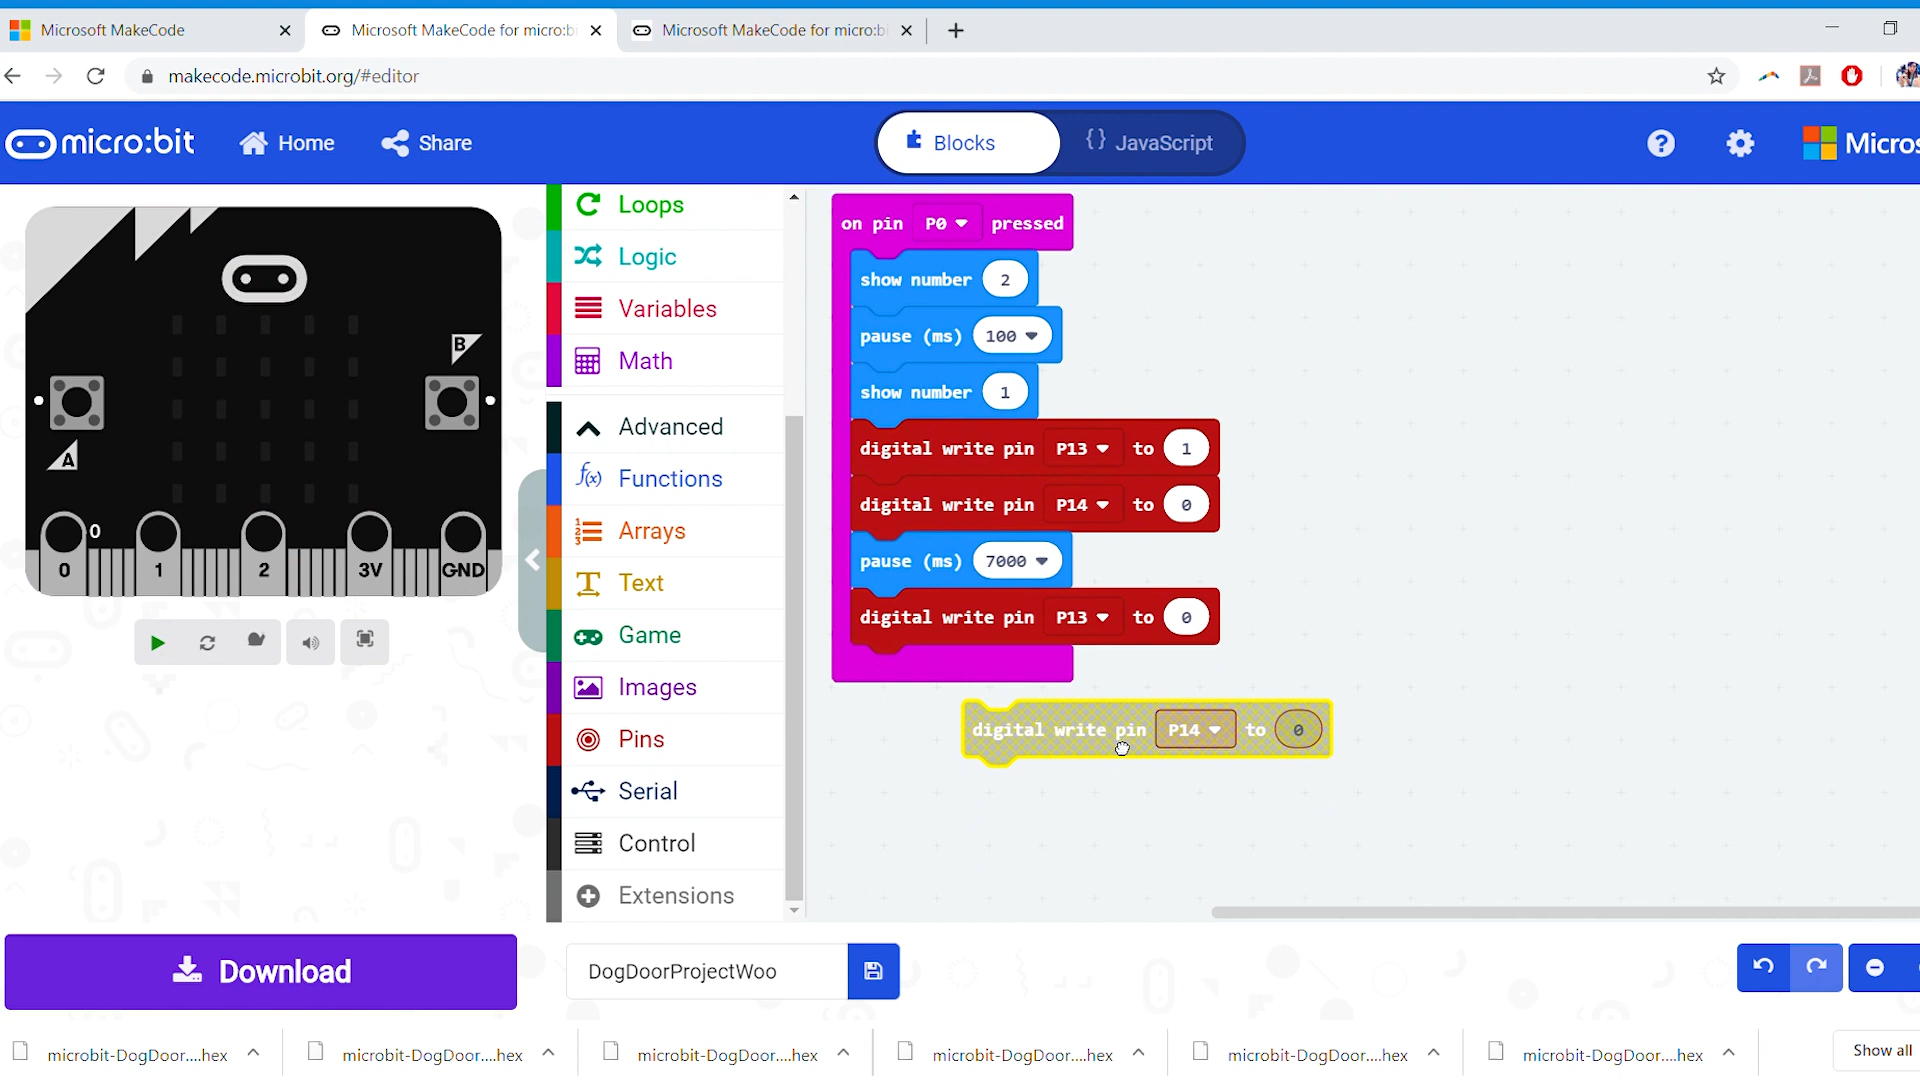 Microsoft MakeCode
Microsoft MakeCode for micro:bi
Microsoft MakeCode for micro:bi
makecode.microbit.org/#editor
micro:bit
Home
Share
Blocks
{} JavaScript
?
Micros
Loops
Logic
Variables
Math
Advanced
Functions
Arrays
Text
Game
Images
Pins
Serial
Control
Extensions
B
A
0
0
1
2
3V
GND
on pin P0 pressed
show number 2
pause (ms) 100
show number 1
digital write pin P13 to 1
digital write pin P14 to 0
pause (ms) 7000
digital write pin P13 to 0
digital write pin P14 to 0
Download
DogDoorProjectWoo
microbit-DogDoor....hex
microbit-DogDoor....hex
microbit-DogDoor....hex
microbit-DogDoor....hex
microbit-DogDoor....hex
microbit-DogDoor....hex
Show all